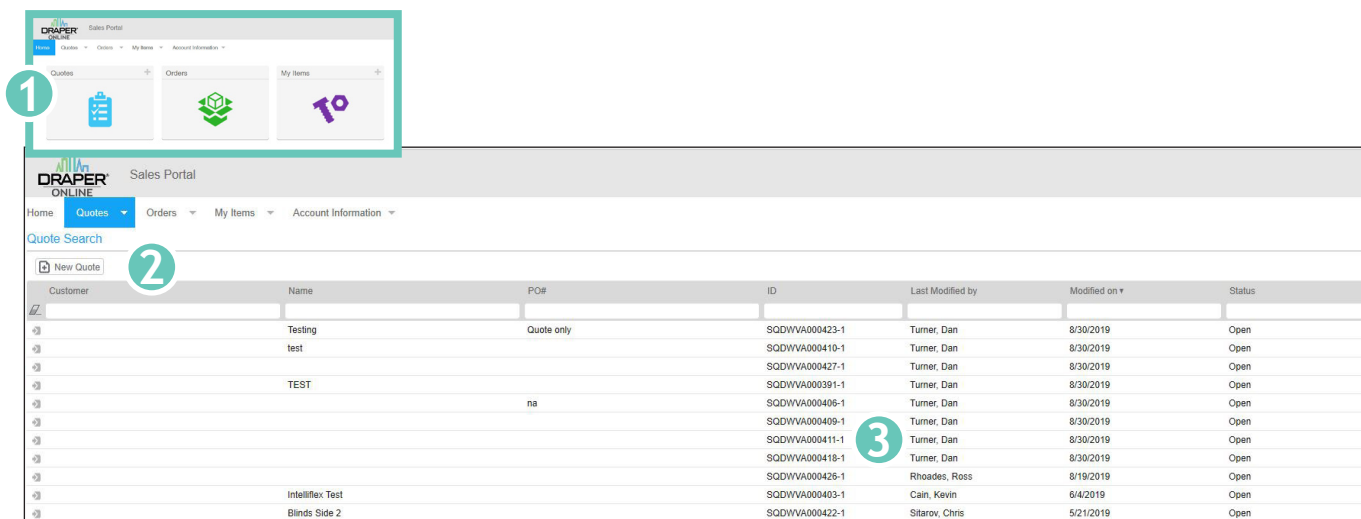 DRAPER Sales Portal
ONLINE
Home Quotes Orders My Items Account Information
Quotes + Orders My Items +
1
DRAPER® Sales Portal
ONLINE
Home Quotes Orders My Items Account Information
Quote Search
New Quote
2
Customer Name PO# ID Last Modified by Modified on Status
Testing Quote only SQDWVA000423-1 Turner, Dan 8/30/2019 Open
test SQDWVA000410-1 Turner, Dan 8/30/2019 Open
SQDWVA000427-1 Turner, Dan 8/30/2019 Open
TEST SQDWVA000391-1 Turner, Dan 8/30/2019 Open
na SQDWVA000406-1 Turner, Dan 8/30/2019 Open
SQDWVA000409-1 Turner, Dan 8/30/2019 Open
SQDWVA000411-1 Turner, Dan 8/30/2019 Open
3
SQDWVA000418-1 Turner, Dan 8/30/2019 Open
SQDWVA000426-1 Rhoades, Ross 8/19/2019 Open
Intelliflex Test SQDWVA000403-1 Cain, Kevin 6/4/2019 Open
Blinds Side 2 SQDWVA000422-1 Sitarov, Chris 5/21/2019 Open